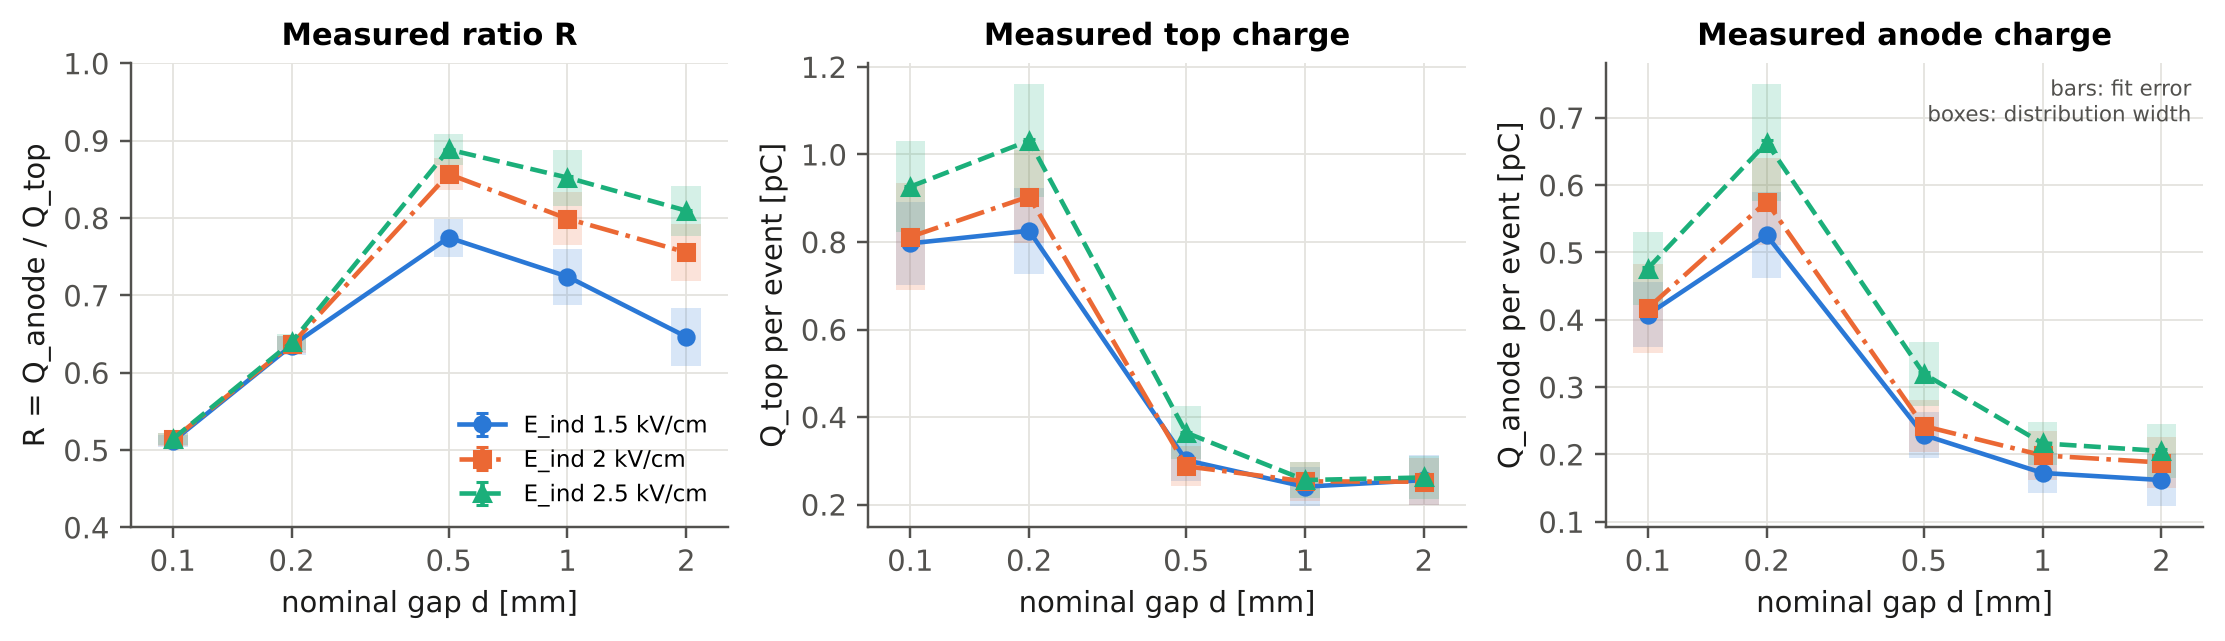 Measured ratio R
R = Q_anode / Q_top
1.0
0.9
0.8
0.7
0.6
0.5
0.4
E_ind 1.5 kV/cm
E_ind 2 kV/cm
E_ind 2.5 kV/cm
0.1 0.2 0.5 1 2
nominal gap d [mm]
Measured top charge
Q_top per event [pC]
1.2
1.0
0.8
0.6
0.4
0.2
0.1 0.2 0.5 1 2
nominal gap d [mm]
Measured anode charge
Q_anode per event [pC]
bars: fit error
boxes: distribution width
0.7
0.6
0.5
0.4
0.3
0.2
0.1
0.1 0.2 0.5 1 2
nominal gap d [mm]